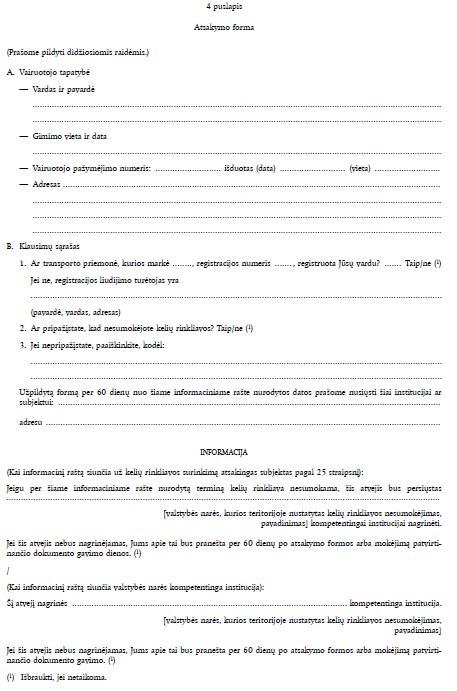 4 puslapis
Atsakymo forma
(Prašome pildyti didžiosiomis raidėmis.)
A. Vairuotojo tapatybė
— Vardas ir pavardė
— Gimimo vieta ir data
— Vairuotojo pažymėjimo numeris: ........................... išduotas (data) ........................... (vieta) ...........................
— Adresas ...........................
B. Klausimų sąrašas
1. Ar transporto priemonė, kurios markė ........, registracijos numeris ......., registruota Jūsų vardu? ....... Taip/ne (¹)
Jei ne, registracijos liudijimo turėtojas yra
(pavardė, vardas, adresas)
2. Ar pripažįstate, kad nesumokėjote kelių rinkliavos? Taip/ne (¹)
3. Jei nepripažįstate, paaiškinkite, kodėl:
Užpildytą formą per 60 dienų nuo šiame informaciniame rašte nurodytos datos prašome nusiųsti šiai institucijai ar
subjektui: ...........................
adresu ...........................
INFORMACIJA
(Kai informacinį raštą siunčia už kelių rinkliavos surinkimą atsakingas subjektas pagal 25 straipsnį):
Jeigu per šiame informaciniame rašte nurodytą terminą kelių rinkliava nesumokama, šis atvejis bus persiųstas
...........................
[valstybės narės, kurios teritorijoje nustatytas kelių rinkliavos nesumokėjimas,
pavadinimas] kompetentingai institucijai nagrinėti.
Jei šis atvejis nebus nagrinėjamas, Jums apie tai bus pranešta per 60 dienų po atsakymo formos arba mokėjimą patvirti-
nančio dokumento gavimo dienos. (¹)
/
(Kai informacinį raštą siunčia valstybės narės kompetentinga institucija):
Šį atvejį nagrinės ........................... kompetentinga institucija.
[valstybės narės, kurios teritorijoje nustatytas kelių rinkliavos nesumokėjimas,
pavadinimas]
Jei šis atvejis nebus nagrinėjamas, Jums apie tai bus pranešta per 60 dienų po atsakymo formos arba mokėjimą patvirti-
nančio dokumento gavimo. (¹)
(¹) Išbraukti, jei netaikoma.